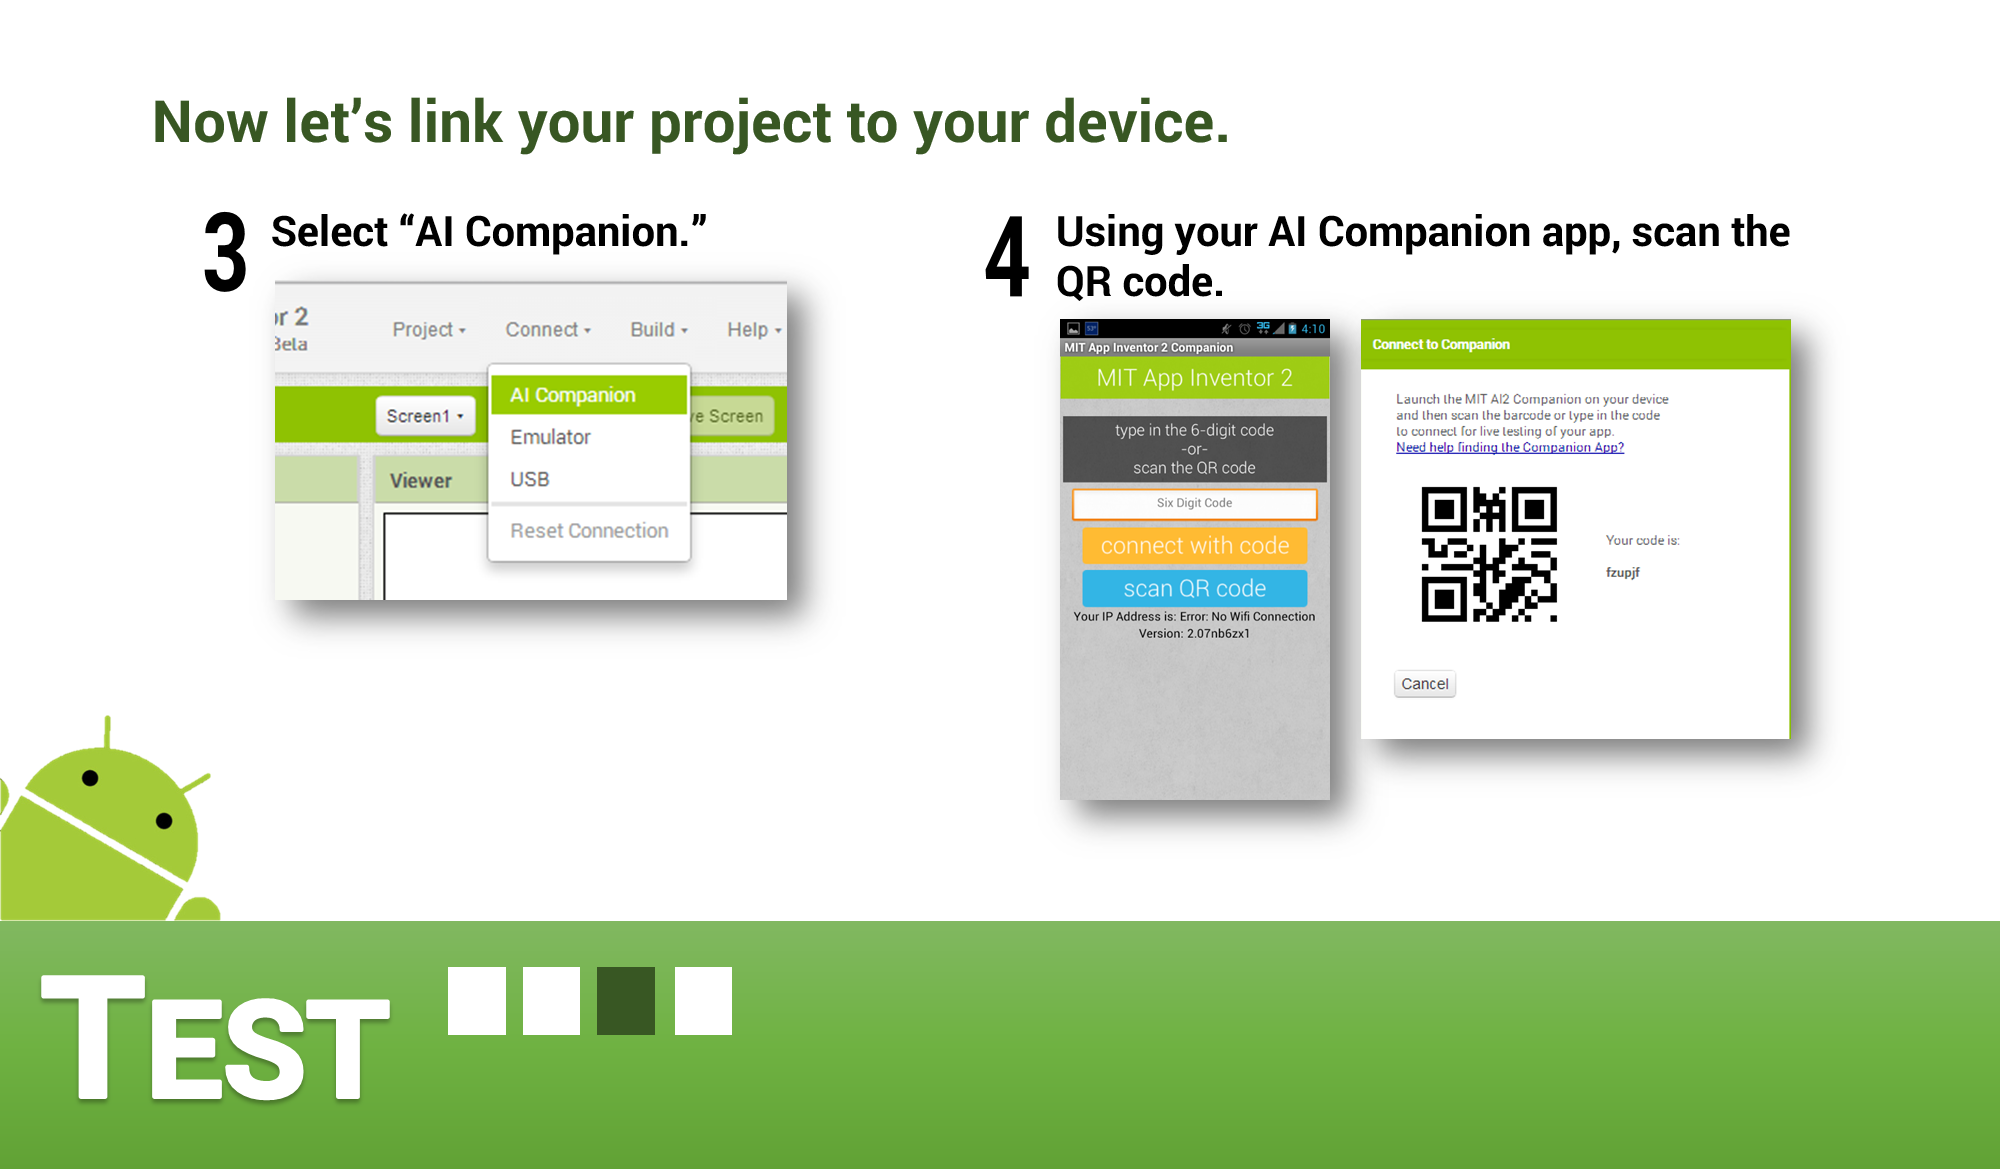 Now let’s link your project to your device.
3
Select “AI Companion.”
or 2
Beta
Project
Connect
Build
Help
Screen1
ve Screen
AI Companion
Emulator
USB
Reset Connection
Viewer
4
Using your AI Companion app, scan the
QR code.
3G
4:10
MIT App Inventor 2 Companion
MIT App Inventor 2
type in the 6-digit code
-or-
scan the QR code
Six Digit Code
connect with code
scan QR code
Your IP Address is: Error: No Wifi Connection
Version: 2.07nb6zx1
Connect to Companion
Launch the MIT AI2 Companion on your device
and then scan the barcode or type in the code
to connect for live testing of your app.
Need help finding the Companion App?
Your code is:
fzupjf
Cancel
TEST